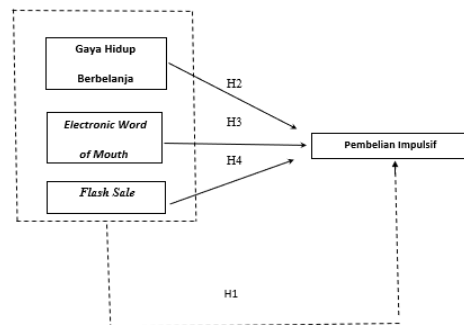 Gaya Hidup
Berbelanja
H2
Electronic Word
of Mouth
H3
Pembelian Impulsif
H4
Flash Sale
H1